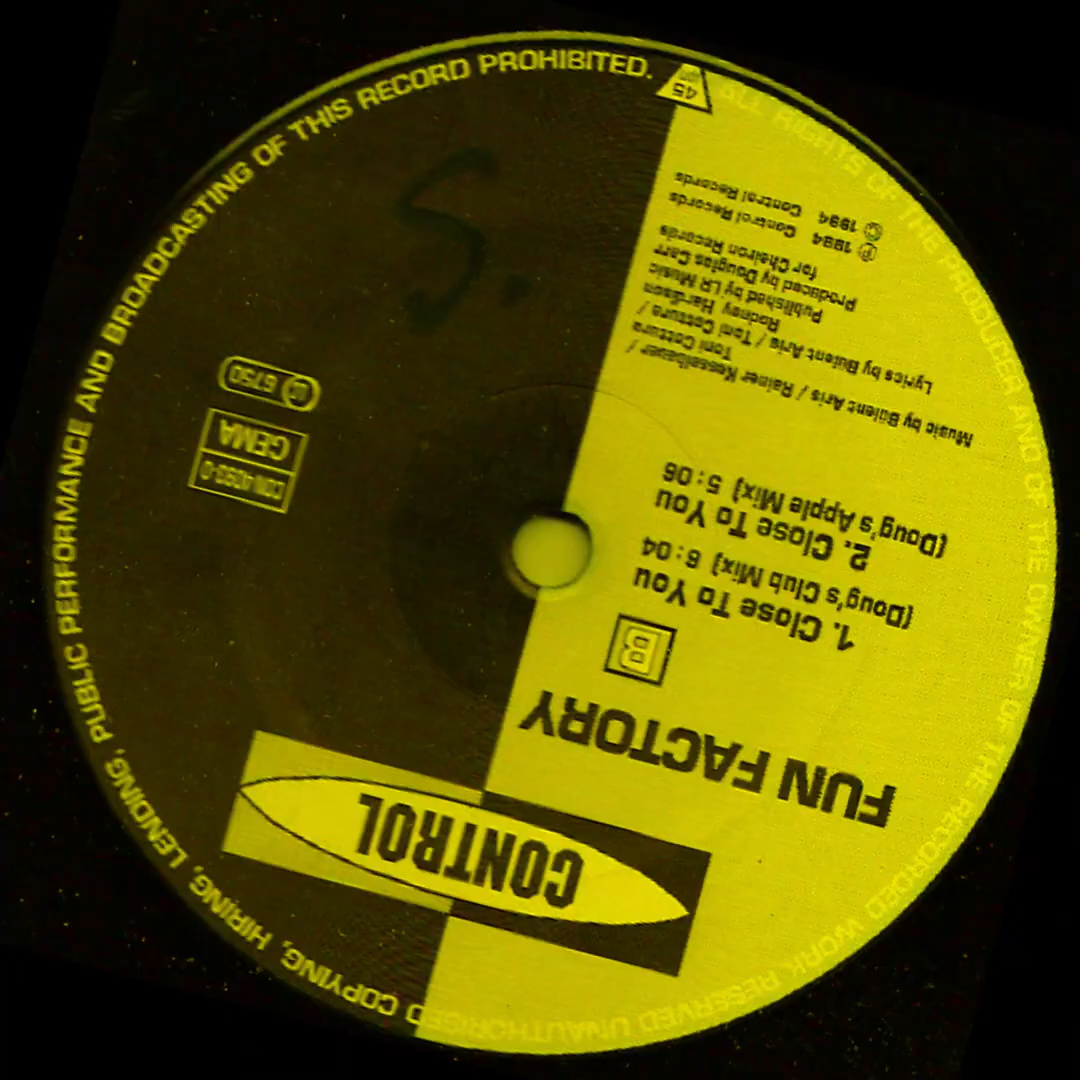 CONTROL
FUN FACTORY
B
1. Close To You
(Doug's Club Mix) 6:04
2. Close To You
(Doug's Apple Mix) 5:06
Music by Bülent Aris / Rainer Kesselbauer /
Toni Cottura
Lyrics by Bülent Aris / Toni Cottura /
Rodney Hardison
Published by LR Music
Produced by Douglas Carr
for Cheiron Records
℗ 1994 Control Records
© 1994 Control Records
GEMA
LC 6750
45
S.
ALL RIGHTS OF THE PRODUCER AND OF THE OWNER OF THE RECORDED WORK RESERVED UNAUTHORISED COPYING, HIRING, LENDING, PUBLIC PERFORMANCE AND BROADCASTING OF THIS RECORD PROHIBITED.